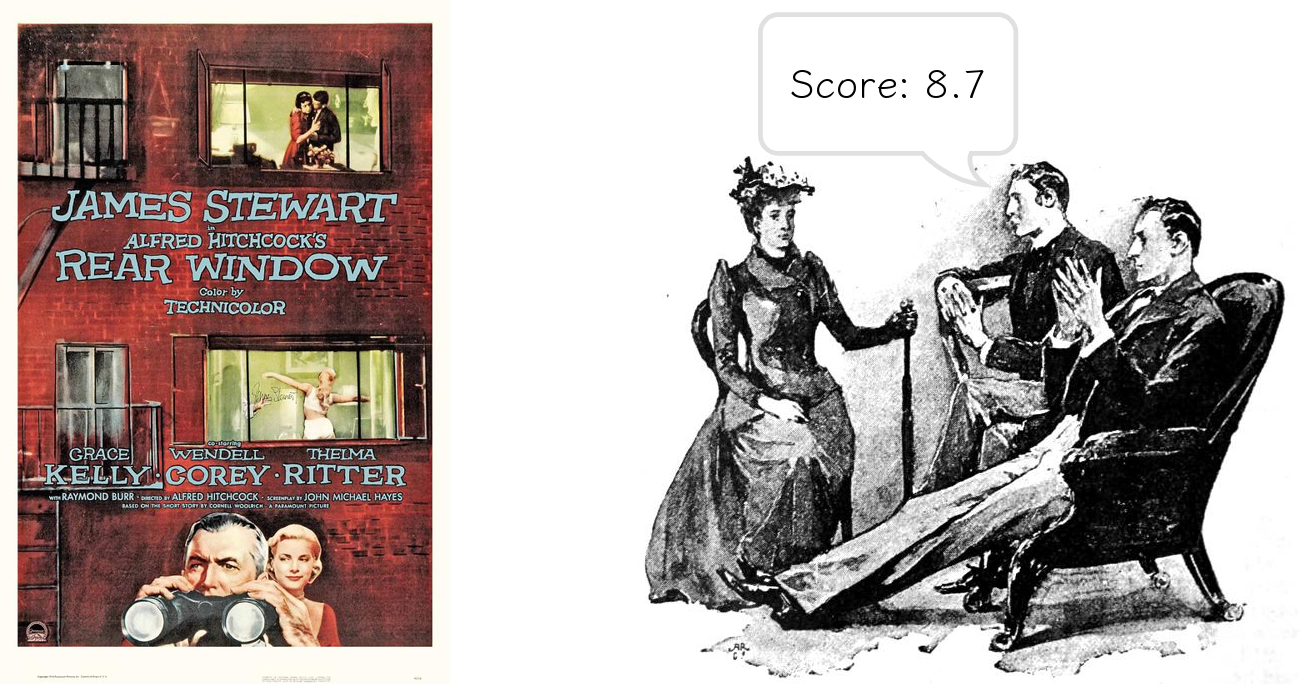 JAMES STEWART
in
ALFRED HITCHCOCK'S
REAR WINDOW
Color by
TECHNICOLOR
co-starring
GRACE WENDELL THELMA
KELLY · COREY · RITTER
WITH RAYMOND BURR · DIRECTED BY ALFRED HITCHCOCK · SCREENPLAY BY JOHN MICHAEL HAYES
BASED ON THE SHORT STORY BY CORNELL WOOLRICH · A PARAMOUNT PICTURE
Score: 8.7